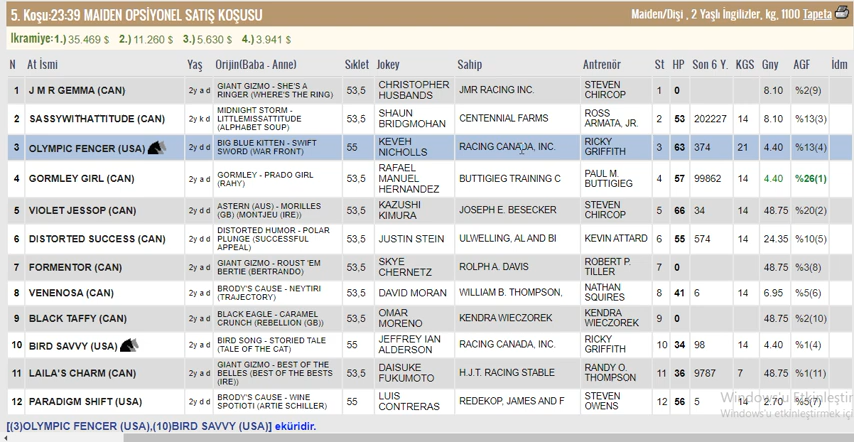 5. Koşu:23:39 MAIDEN OPSİYONEL SATIŞ KOŞUSU Maiden/Dişi , 2 Yaşlı İngilizler, kg, 1100 Tapeta
İkramiye: 1.) 35.469 $ 2.) 11.260 $ 3.) 5.630 $ 4.) 3.941 $
N At İsmi Yaş Orijin(Baba - Anne) Sıklet Jokey Sahip Antrenör St HP Son 6 Y. KGS Gny AGF İdm
1 J M R GEMMA (CAN) 2y a d GIANT GIZMO - SHE'S A RINGER (WHERE'S THE RING) 53,5 CHRISTOPHER HUSBANDS JMR RACING INC. STEVEN CHIRCOP 1 0 8.10 %2(9)
2 SASSYWITHATTITUDE (CAN) 2y k d MIDNIGHT STORM - LITTLEMISSATTITUDE (ALPHABET SOUP) 53,5 SHAUN BRIDGMOHAN CENTENNIAL FARMS ROSS ARMATA, JR. 2 53 202227 14 8.10 %13(3)
3 OLYMPIC FENCER (USA) 2y d d BIG BLUE KITTEN - SWIFT SWORD (WAR FRONT) 55 KEVEH NICHOLLS RACING CANADA, INC. RICKY GRIFFITH 3 63 374 21 4.40 %13(4)
4 GORMLEY GIRL (CAN) 2y a d GORMLEY - PRADO GIRL (RAHY) 53,5 RAFAEL MANUEL HERNANDEZ BUTTIGIEG TRAINING C PAUL M. BUTTIGIEG 4 57 99862 14 4.40 %26(1)
5 VIOLET JESSOP (CAN) 2y d d ASTERN (AUS) - MORILLES (GB) (MONTJEU (IRE)) 53,5 KAZUSHI KIMURA JOSEPH E. BESECKER STEVEN CHIRCOP 5 66 34 14 48.75 %20(2)
6 DISTORTED SUCCESS (CAN) 2y d d DISTORTED HUMOR - POLAR PLUNGE (SUCCESSFUL APPEAL) 53,5 JUSTIN STEIN ULWELLING, AL AND BI KEVIN ATTARD 6 55 574 14 24.35 %10(5)
7 FORMENTOR (CAN) 2y d d GIANT GIZMO - ROUST 'EM BERTIE (BERTRANDO) 53,5 SKYE CHERNETZ ROLPH A. DAVIS ROBERT P. TILLER 7 0 48.75 %3(8)
8 VENENOSA (CAN) 2y a d BRODY'S CAUSE - NEYTIRI (TRAJECTORY) 53,5 DAVID MORAN WILLIAM B. THOMPSON, NATHAN SQUIRES 8 41 6 14 6.95 %5(6)
9 BLACK TAFFY (CAN) 2y a d BLACK EAGLE - CARAMEL CRUNCH (REBELLION (GB)) 53,5 OMAR MORENO KENDRA WIECZOREK KENDRA WIECZOREK 9 0 48.75 %2(10)
10 BIRD SAVVY (USA) 2y a d BIRD SONG - STORIED TALE (TALE OF THE CAT) 55 JEFFREY IAN ALDERSON RACING CANADA, INC. RICKY GRIFFITH 10 34 98 14 4.40 %1(4)
11 LAILA'S CHARM (CAN) 2y a d GIANT GIZMO - BEST OF THE BELLES (BEST OF THE BESTS (IRE)) 53,5 DAISUKE FUKUMOTO H.J.T. RACING STABLE RANDY O. THOMPSON 11 36 9787 7 48.75 %1(11)
12 PARADIGM SHIFT (USA) 2y d d BRODY'S CAUSE - WINE SPOTIOTI (ARTIE SCHILLER) 55 LUIS CONTRERAS REDEKOP, JAMES AND F STEVEN OWENS 12 56 5 14 2.70 %5(7)
Windows'u Etkinleştir
Windows'u etkinleştirmek için
[(3)OLYMPIC FENCER (USA),(10)BIRD SAVVY (USA)] eküridir.